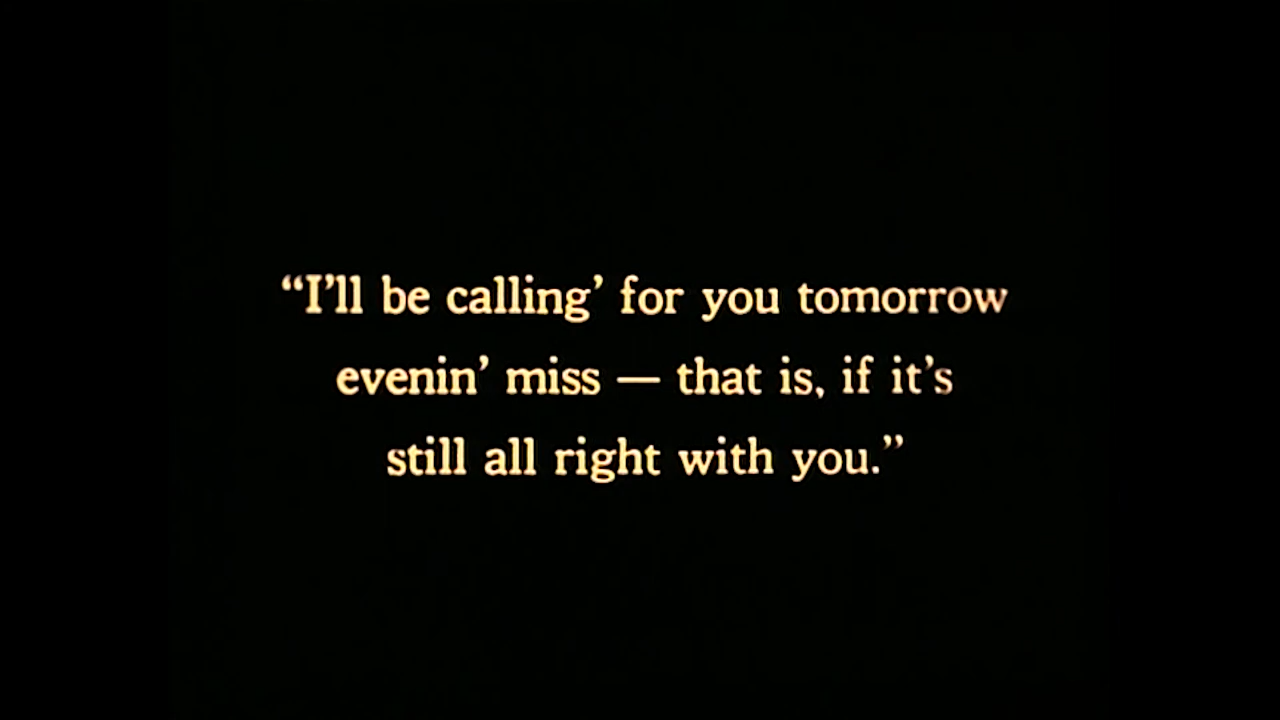 “I’ll be calling’ for you tomorrow
evenin’ miss — that is, if it’s
still all right with you.”